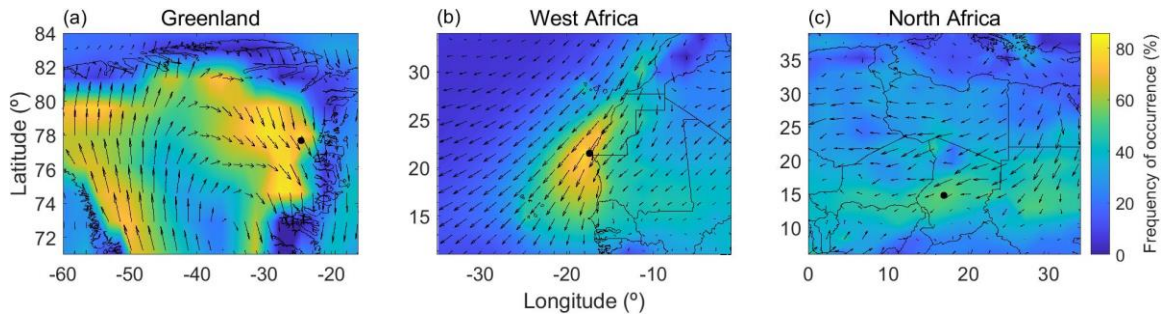 (a) Greenland
(b) West Africa
(c) North Africa
84
82
80
78
76
74
72
-60 -50 -40 -30 -20
30
25
20
15
-30 -20 -10
35
30
25
20
15
10
0 10 20 30
80
60
40
20
0
Latitude (º)
Longitude (º)
Frequency of occurrence (%)